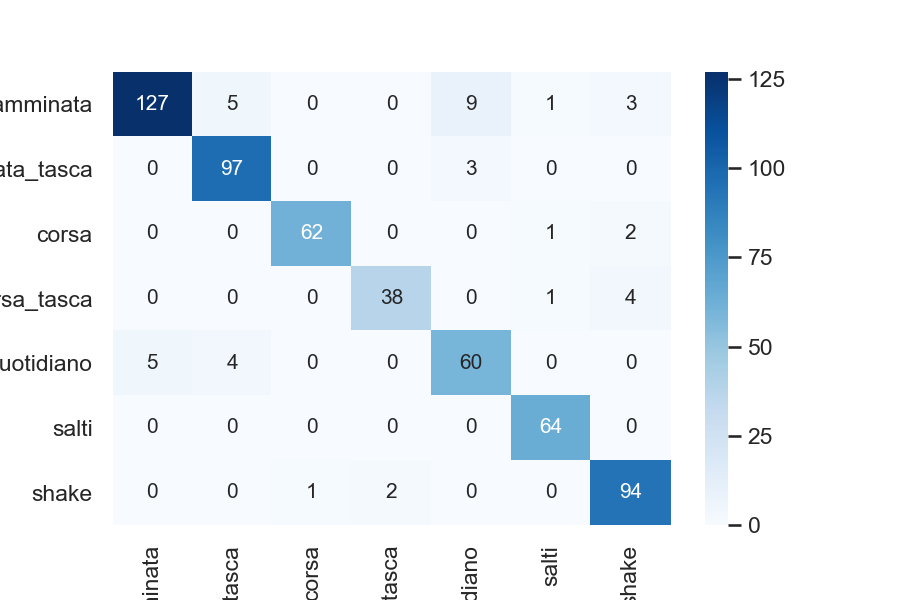 amminata 127 5 0 0 9 1 3
ata_tasca 0 97 0 0 3 0 0
corsa 0 0 62 0 0 1 2
rsa_tasca 0 0 0 38 0 1 4
uotidiano 5 4 0 0 60 0 0
salti 0 0 0 0 0 64 0
shake 0 0 1 2 0 0 94
inata
tasca
corsa
tasca
diano
salti
shake
125
100
75
50
25
0